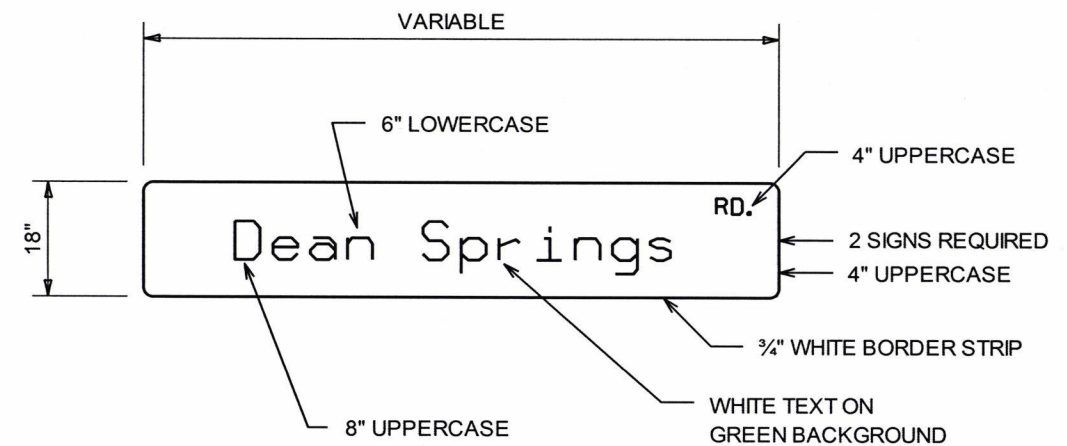 VARIABLE
6" LOWERCASE
4" UPPERCASE
18"
RD.
Dean Springs
2 SIGNS REQUIRED
4" UPPERCASE
¾" WHITE BORDER STRIP
WHITE TEXT ON
GREEN BACKGROUND
8" UPPERCASE